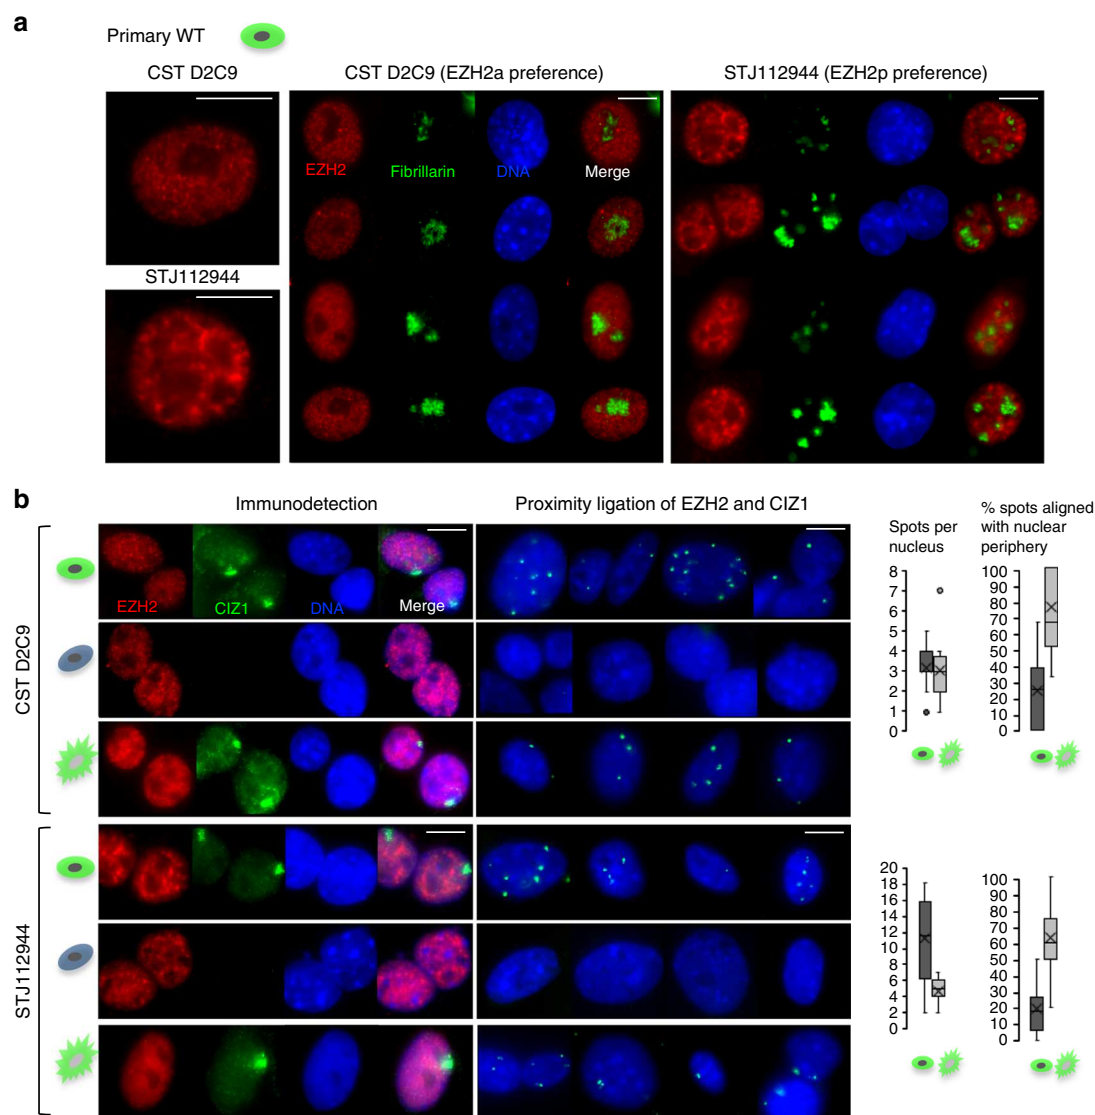 a
Primary WT
CST D2C9
CST D2C9 (EZH2a preference)
STJ112944 (EZH2p preference)
EZH2
Fibrillarin
DNA
Merge
STJ112944
b
Immunodetection
Proximity ligation of EZH2 and CIZ1
Spots per
nucleus
% spots aligned
with nuclear
periphery
CST D2C9
EZH2
CIZ1
DNA
Merge
8
7
6
5
4
3
2
1
0
100
90
80
70
60
50
40
30
20
10
0
STJ112944
20
18
16
14
12
10
8
6
4
2
0
100
90
80
70
60
50
40
30
20
10
0